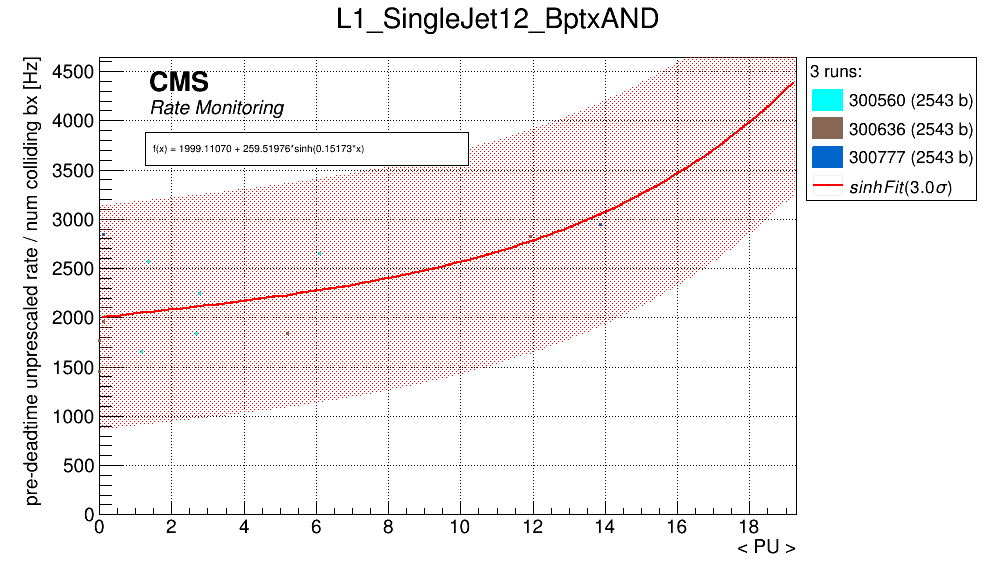 L1_SingleJet12_BptxAND
pre-deadtime unprescaled rate / num colliding bx [Hz]
4500
4000
3500
3000
2500
2000
1500
1000
500
0
CMS
Rate Monitoring
f(x) = 1999.11070 + 259.51976*sinh(0.15173*x)
0 2 4 6 8 10 12 14 16 18
< PU >
3 runs:
300560 (2543 b)
300636 (2543 b)
300777 (2543 b)
sinhFit(3.0σ)